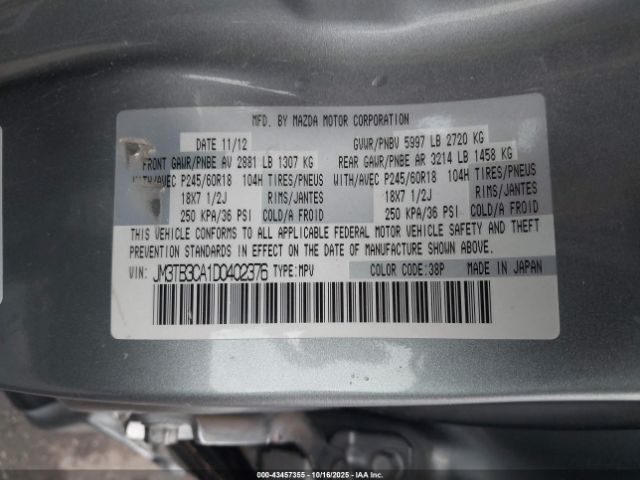 MFD. BY MAZDA MOTOR CORPORATION
DATE 11/12 GVWR/PNBV 5997 LB 2720 KG
FRONT GAWR/PNBE AV 2881 LB 1307 KG REAR GAWR/PNBE AR 3214 LB 1458 KG
WITH/AVEC P245/60R18 104H TIRES/PNEUS WITH/AVEC P245/60R18 104H TIRES/PNEUS
18X7 1/2J RIMS/JANTES 18X7 1/2J RIMS/JANTES
250 KPA/36 PSI COLD/A FROID 250 KPA/36 PSI COLD/A FROID
THIS VEHICLE CONFORMS TO ALL APPLICABLE FEDERAL MOTOR VEHICLE SAFETY AND THEFT
PREVENTION STANDARDS IN EFFECT ON THE DATE OF MANUFACTURE SHOWN ABOVE.
VIN: JM3TB3CA1D0402376 TYPE:MPV COLOR CODE:38P MADE IN JAPAN
000-43457355 - 10/16/2025 - IAA, Inc.